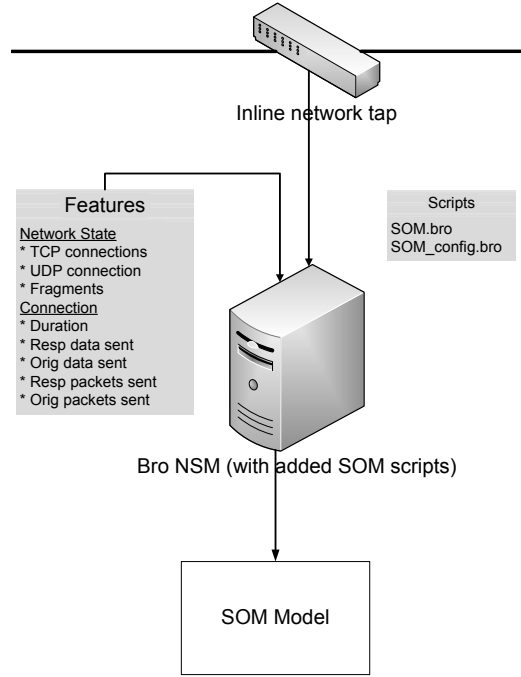 Inline network tap
Features
Network State
* TCP connections
* UDP connection
* Fragments
Connection
* Duration
* Resp data sent
* Orig data sent
* Resp packets sent
* Orig packets sent
Scripts
SOM.bro
SOM_config.bro
Bro NSM (with added SOM scripts)
SOM Model